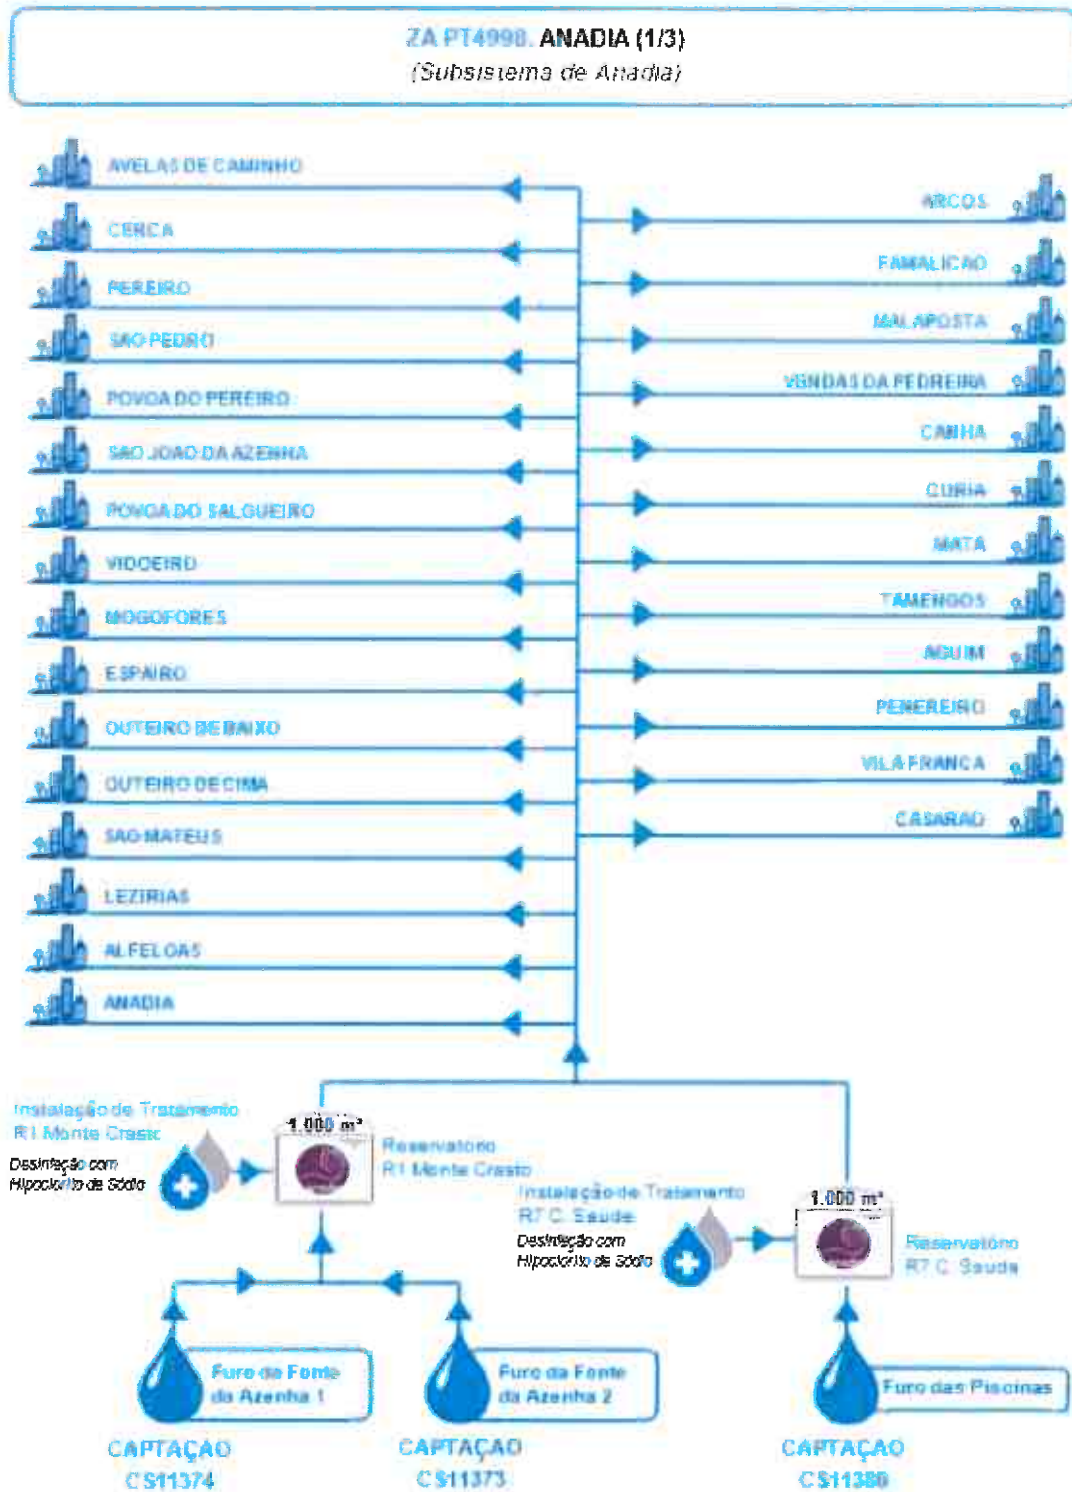 ZA PT4998. ANADIA (1/3)
(Subsistema de Anadia)
AVELAS DE CAMINHO
CERCA
PEREIRO
SAO PEDRO
POVOA DO PEREIRO
SAO JOAO DA AZENHA
POVOA DO SALGUEIRO
VIDOEIRO
MOGOFORES
ESPAIRO
OUTEIRO DE BAIXO
OUTEIRO DE CIMA
SAO MATEUS
LEZIRIAS
ALFELOAS
ANADIA
ARCOS
FAMALICAO
MALAPOSTA
VENDAS DA PEDREIRA
CANHA
CURIA
MATA
TAMENGOS
AGUIM
PENEREIRO
VILA FRANCA
CASARAO
Instalação de Tratamento
R1 Monte Crasto
Desinfeção com
Hipoclorito de Sódio
1.000 m³
Reservatório
R1 Monte Crasto
Instalação de Tratamento
R7 C. Saude
Desinfeção com
Hipoclorito de Sódio
1.000 m³
Reservatório
R7 C. Saude
Furo da Fonte
da Azenha 1
Furo da Fonte
da Azenha 2
Furo das Piscinas
CAPTAÇÃO
CS11374
CAPTAÇÃO
CS11373
CAPTAÇÃO
CS11380